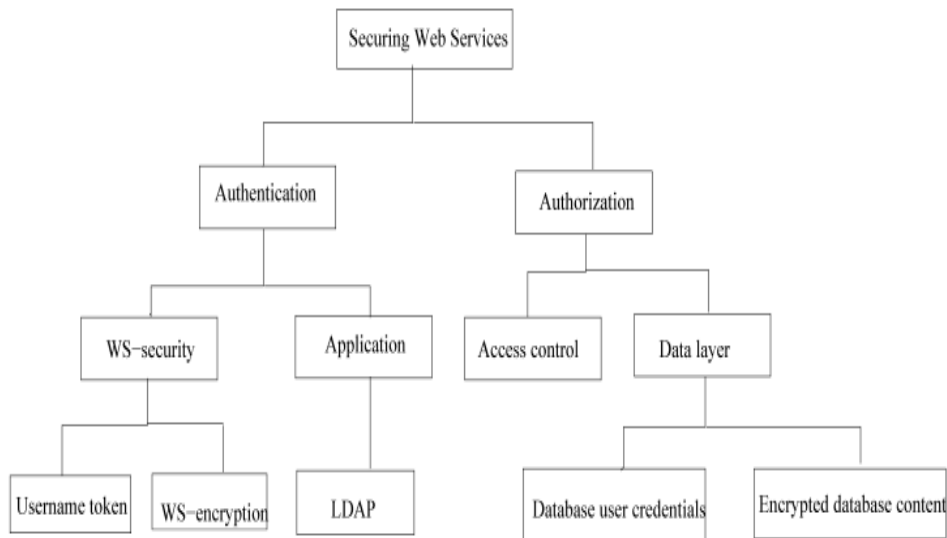 Securing Web Services
Authentication
Authorization
WS−security
Application
Access control
Data layer
Username token
WS−encryption
LDAP
Database user credentials
Encrypted database content